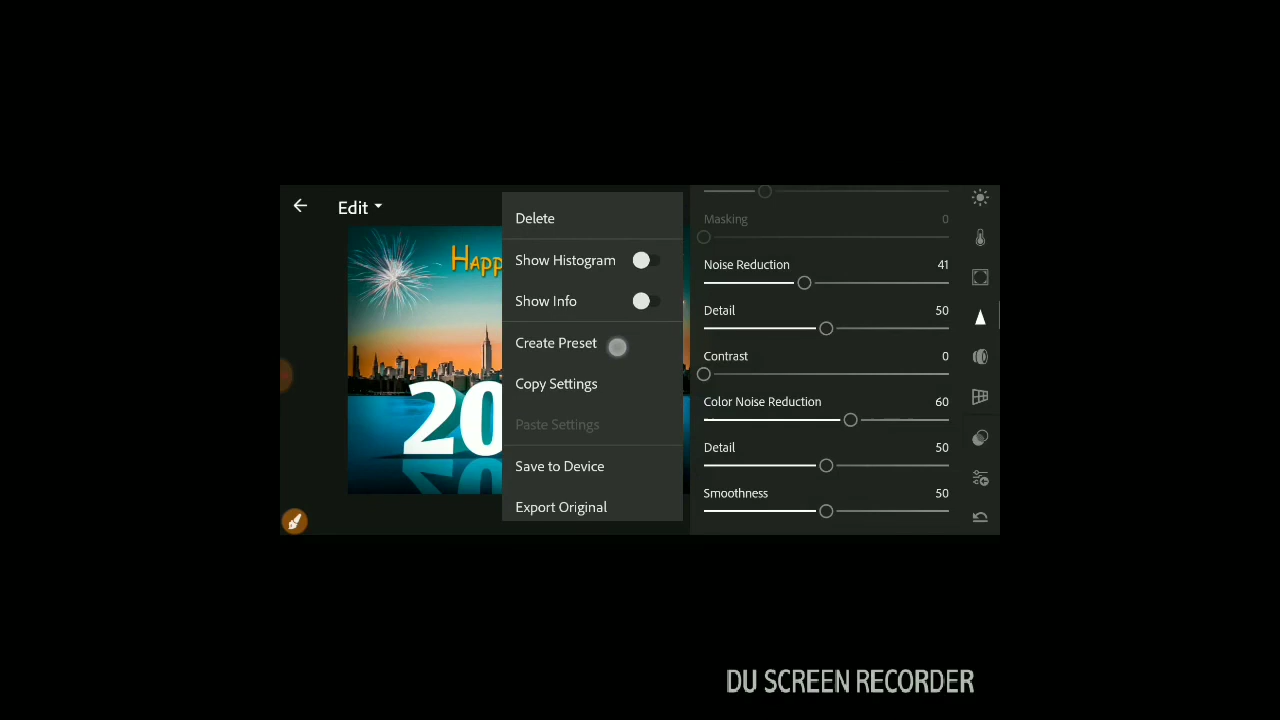 Edit
Happ
20
Delete
Show Histogram
Show Info
Create Preset
Copy Settings
Paste Settings
Save to Device
Export Original
Masking 0
Noise Reduction 41
Detail 50
Contrast 0
Color Noise Reduction 60
Detail 50
Smoothness 50
DU SCREEN RECORDER